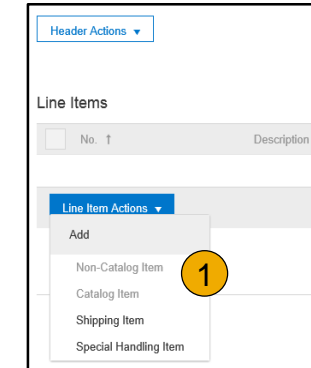 Header Actions ▼
Line Items
No. ↑ Description
Line Item Actions ▼
Add
Non-Catalog Item
1
Catalog Item
Shipping Item
Special Handling Item